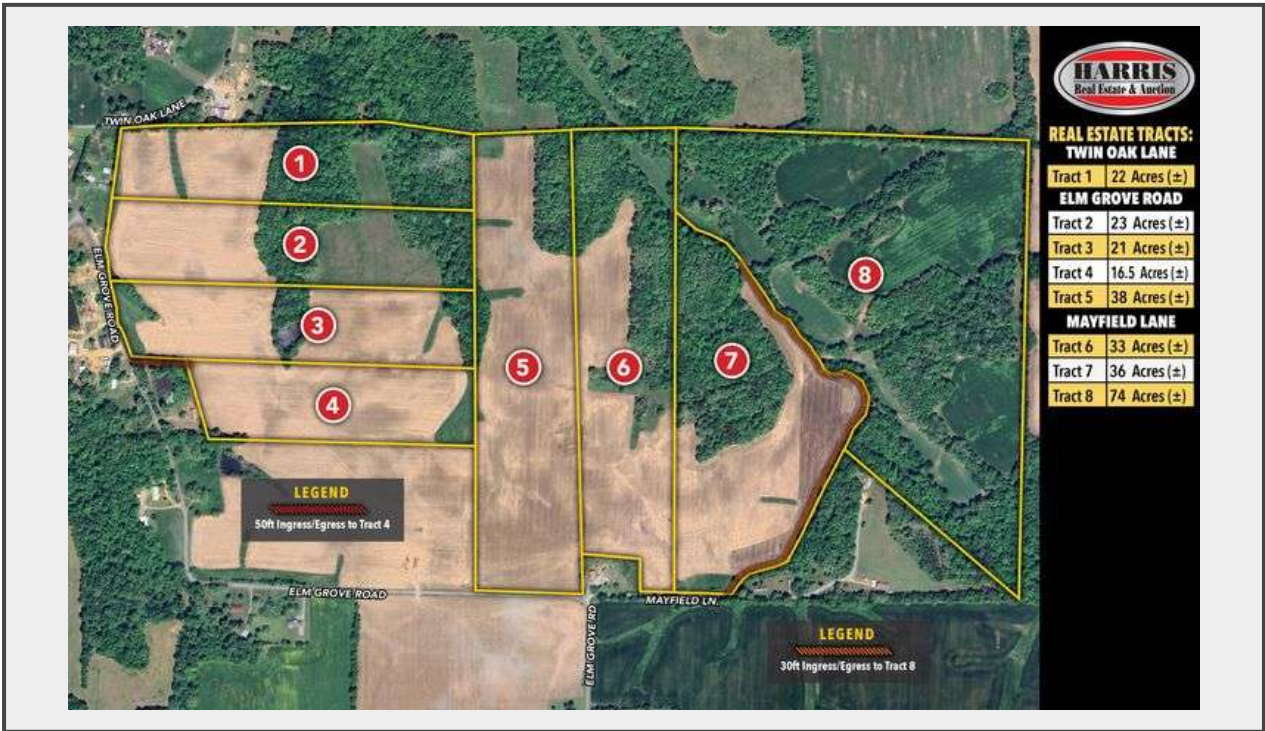 TWIN OAK LANE
ELM GROVE ROAD
1
2
3
4
5
6
7
8
LEGEND
50ft Ingress/Egress to Tract 4
ELM GROVE ROAD
ELM GROVE RD
MAYFIELD LN.
LEGEND
30ft Ingress/Egress to Tract 8
HARRIS
Real Estate & Auction
REAL ESTATE TRACTS:
TWIN OAK LANE
Tract 1 22 Acres (±)
ELM GROVE ROAD
Tract 2 23 Acres (±)
Tract 3 21 Acres (±)
Tract 4 16.5 Acres (±)
Tract 5 38 Acres (±)
MAYFIELD LANE
Tract 6 33 Acres (±)
Tract 7 36 Acres (±)
Tract 8 74 Acres (±)